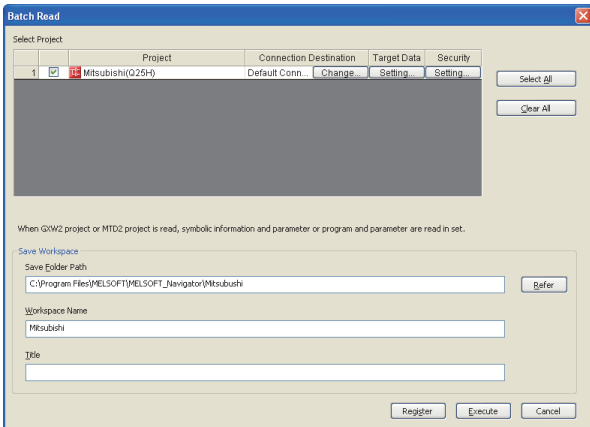 Batch Read
Select Project
Project Connection Destination Target Data Security
1 Mitsubishi(Q25H) Default Conn... Change... Setting... Setting...
Select All
Clear All
When GXW2 project or MTD2 project is read, symbolic information and parameter or program and parameter are read in set.
Save Workspace
Save Folder Path
C:\Program Files\MELSOFT\MELSOFT_Navigator\Mitsubushi
Refer
Workspace Name
Mitsubishi
Title
Register Execute Cancel